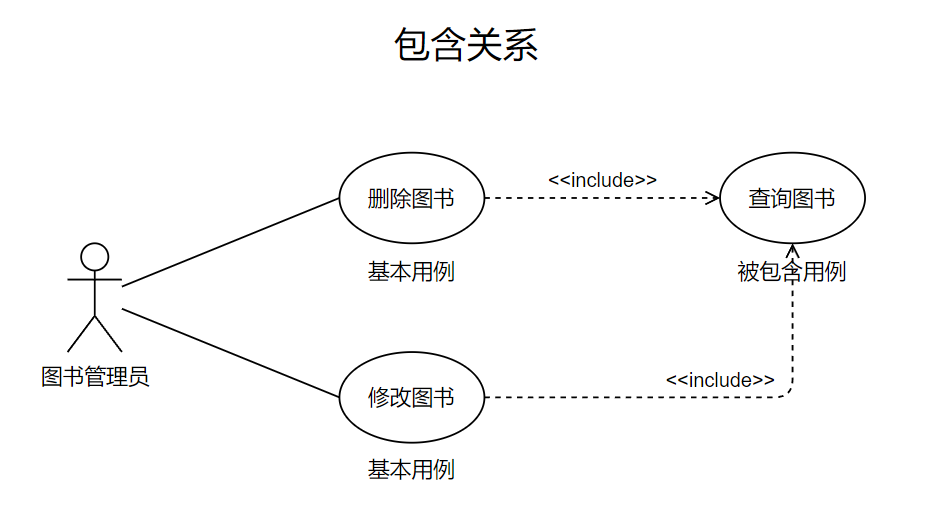 包含关系
<<include>>
删除图书
查询图书
基本用例
被包含用例
图书管理员
<<include>>
修改图书
基本用例